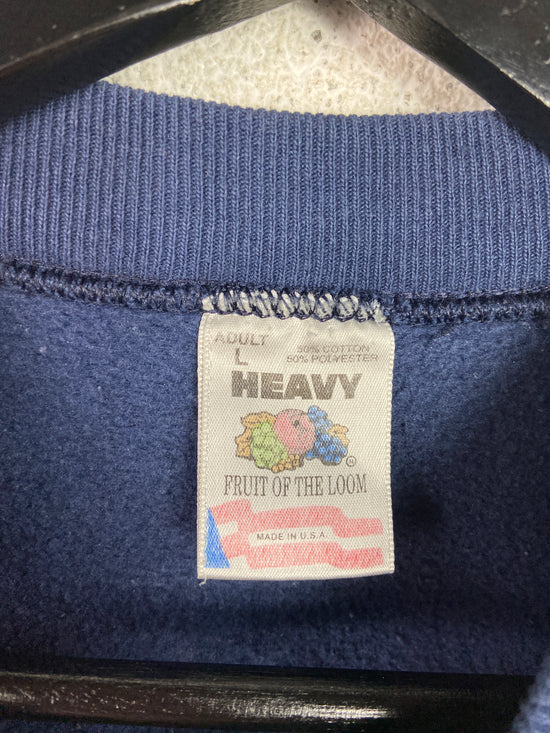 ADULT
L
50% COTTON
50% POLYESTER
HEAVY
®
FRUIT OF THE LOOM
MADE IN U.S.A.